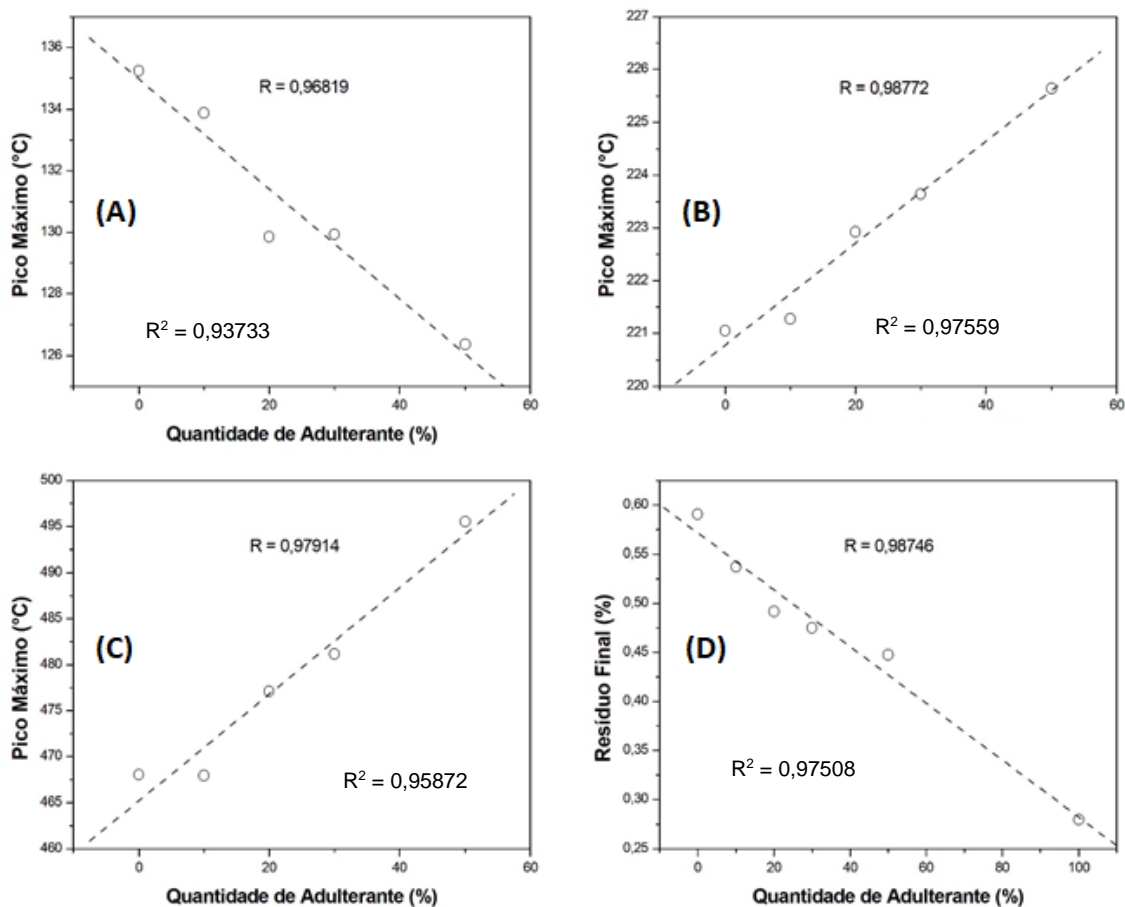 136
134
132
130
128
126
Pico Máximo (°C)
(A)
R = 0,96819
R² = 0,93733
0 20 40 60
Quantidade de Adulterante (%)
227
226
225
224
223
222
221
220
Pico Máximo (°C)
(B)
R = 0,98772
R² = 0,97559
0 20 40 60
Quantidade de Adulterante (%)
500
495
490
485
480
475
470
465
460
Pico Máximo (°C)
(C)
R = 0,97914
R² = 0,95872
0 20 40 60
Quantidade de Adulterante (%)
0,60
0,55
0,50
0,45
0,40
0,35
0,30
0,25
Resíduo Final (%)
(D)
R = 0,98746
R² = 0,97508
0 20 40 60 80 100
Quantidade de Adulterante (%)